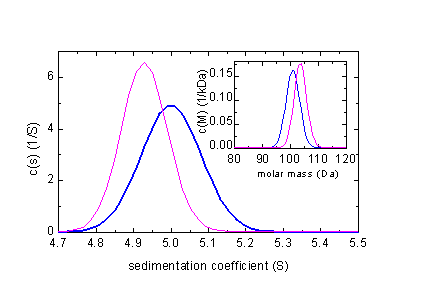 c(s) (1/S)
6
4
2
0
4.7 4.8 4.9 5.0 5.1 5.2 5.3 5.4 5.5
sedimentation coefficient (S)
c(M) (1/kDa)
0.15
0.10
0.05
0.00
80 90 100 110 120
molar mass (Da)